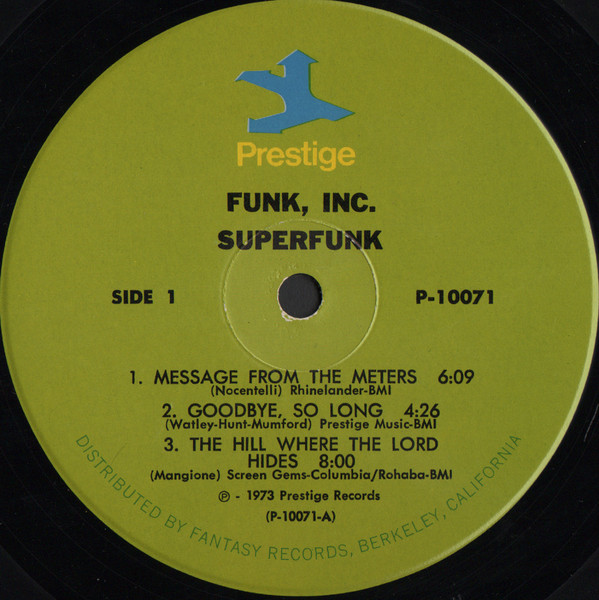 Prestige
FUNK, INC.
SUPERFUNK
SIDE 1
P-10071
1. MESSAGE FROM THE METERS 6:09
(Nocentelli) Rhinelander-BMI
2. GOODBYE, SO LONG 4:26
(Watley-Hunt-Mumford) Prestige Music-BMI
3. THE HILL WHERE THE LORD
HIDES 8:00
(Mangione) Screen Gems-Columbia/Rohaba-BMI
℗ - 1973 Prestige Records
(P-10071-A)
DISTRIBUTED BY FANTASY RECORDS, BERKELEY, CALIFORNIA